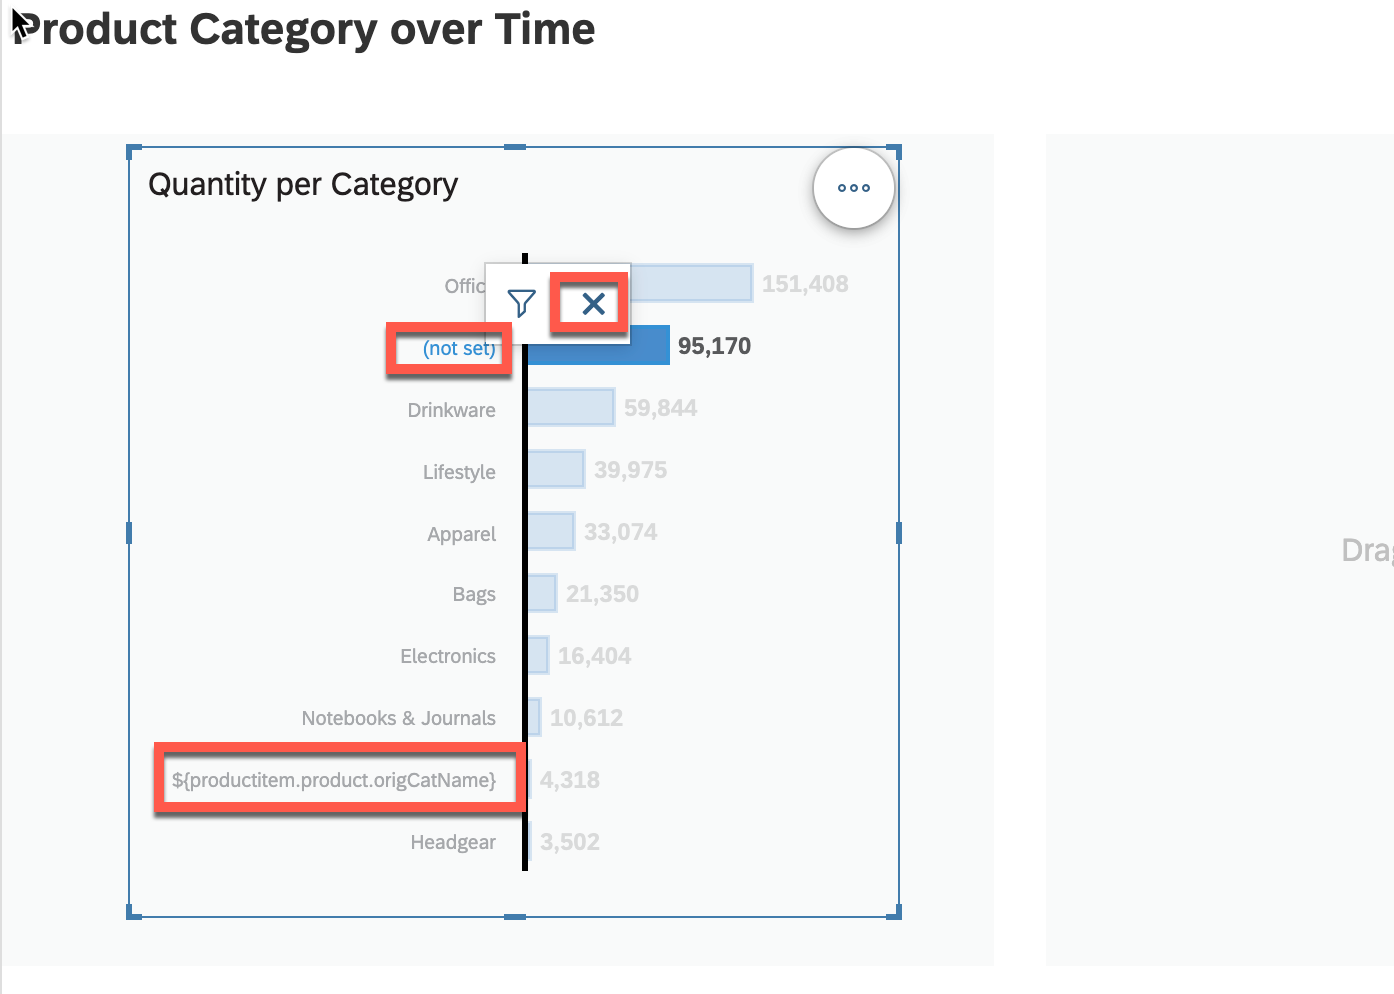 Product Category over Time
Quantity per Category
Offic
151,408
(not set)
95,170
Drinkware
59,844
Lifestyle
39,975
Apparel
33,074
Bags
21,350
Electronics
16,404
Notebooks & Journals
10,612
${productitem.product.origCatName}
4,318
Headgear
3,502
Drag